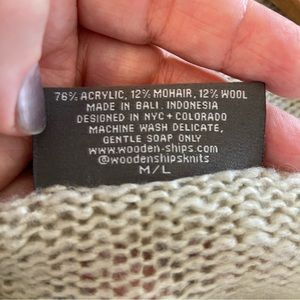 76% ACRYLIC, 12% MOHAIR, 12% WOOL
MADE IN BALI. INDONESIA
DESIGNED IN NYC + COLORADO
MACHINE WASH DELICATE,
GENTLE SOAP ONLY
www.wooden-ships.com
@woodenshipsknits
M/L